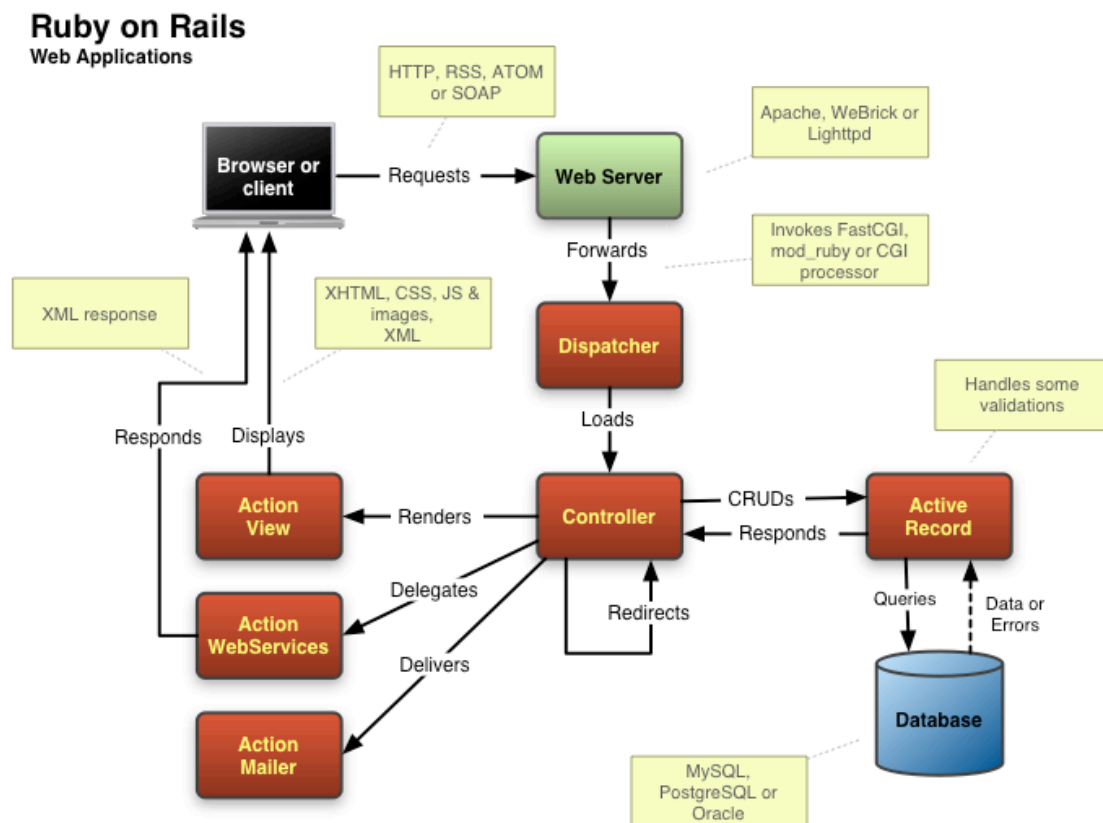 Ruby on Rails
Web Applications
HTTP, RSS, ATOM
or SOAP
Apache, WeBrick or
Lighttpd
Browser or
client
Requests
Web Server
Invokes FastCGI,
mod_ruby or CGI
processor
Forwards
XML response
XHTML, CSS, JS &
images,
XML
Dispatcher
Handles some
validations
Loads
Responds
Displays
Action
View
Renders
Controller
CRUDs
Responds
Active
Record
Delegates
Redirects
Queries
Data or
Errors
Action
WebServices
Delivers
Action
Mailer
Database
MySQL,
PostgreSQL or
Oracle